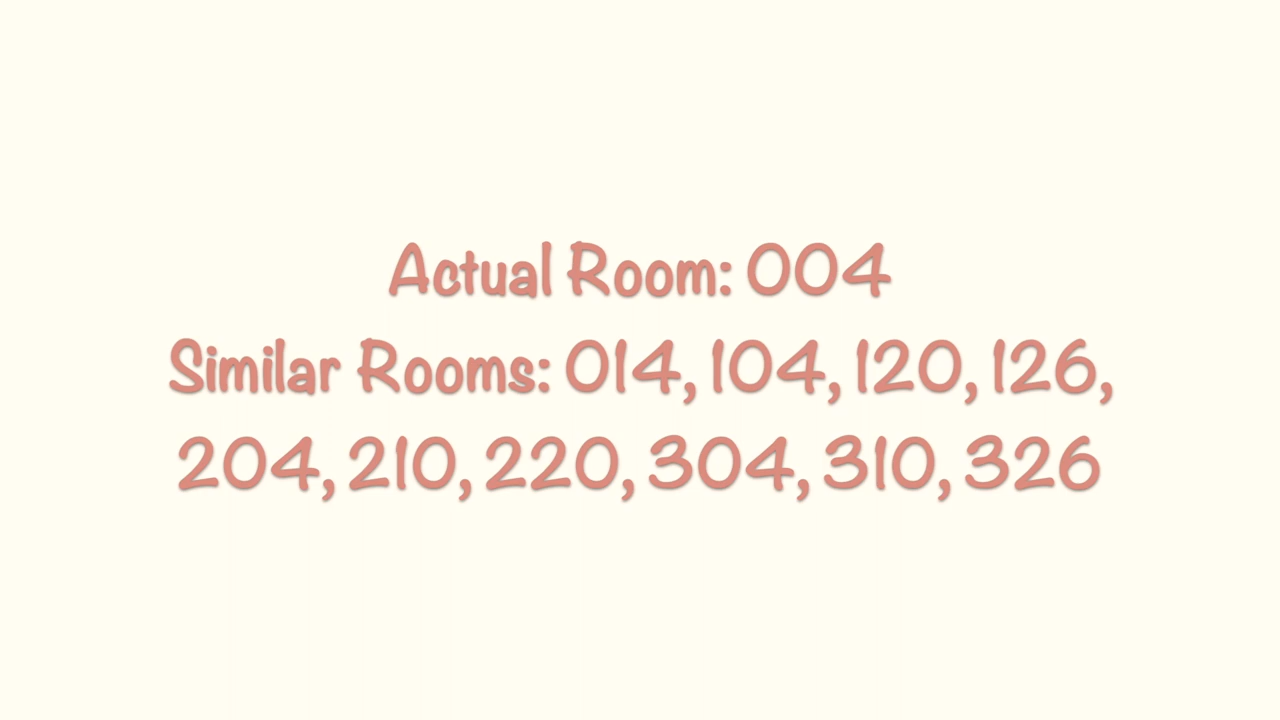 Actual Room: 004
Similar Rooms: 014, 104, 120, 126,
204, 210, 220, 304, 310, 326